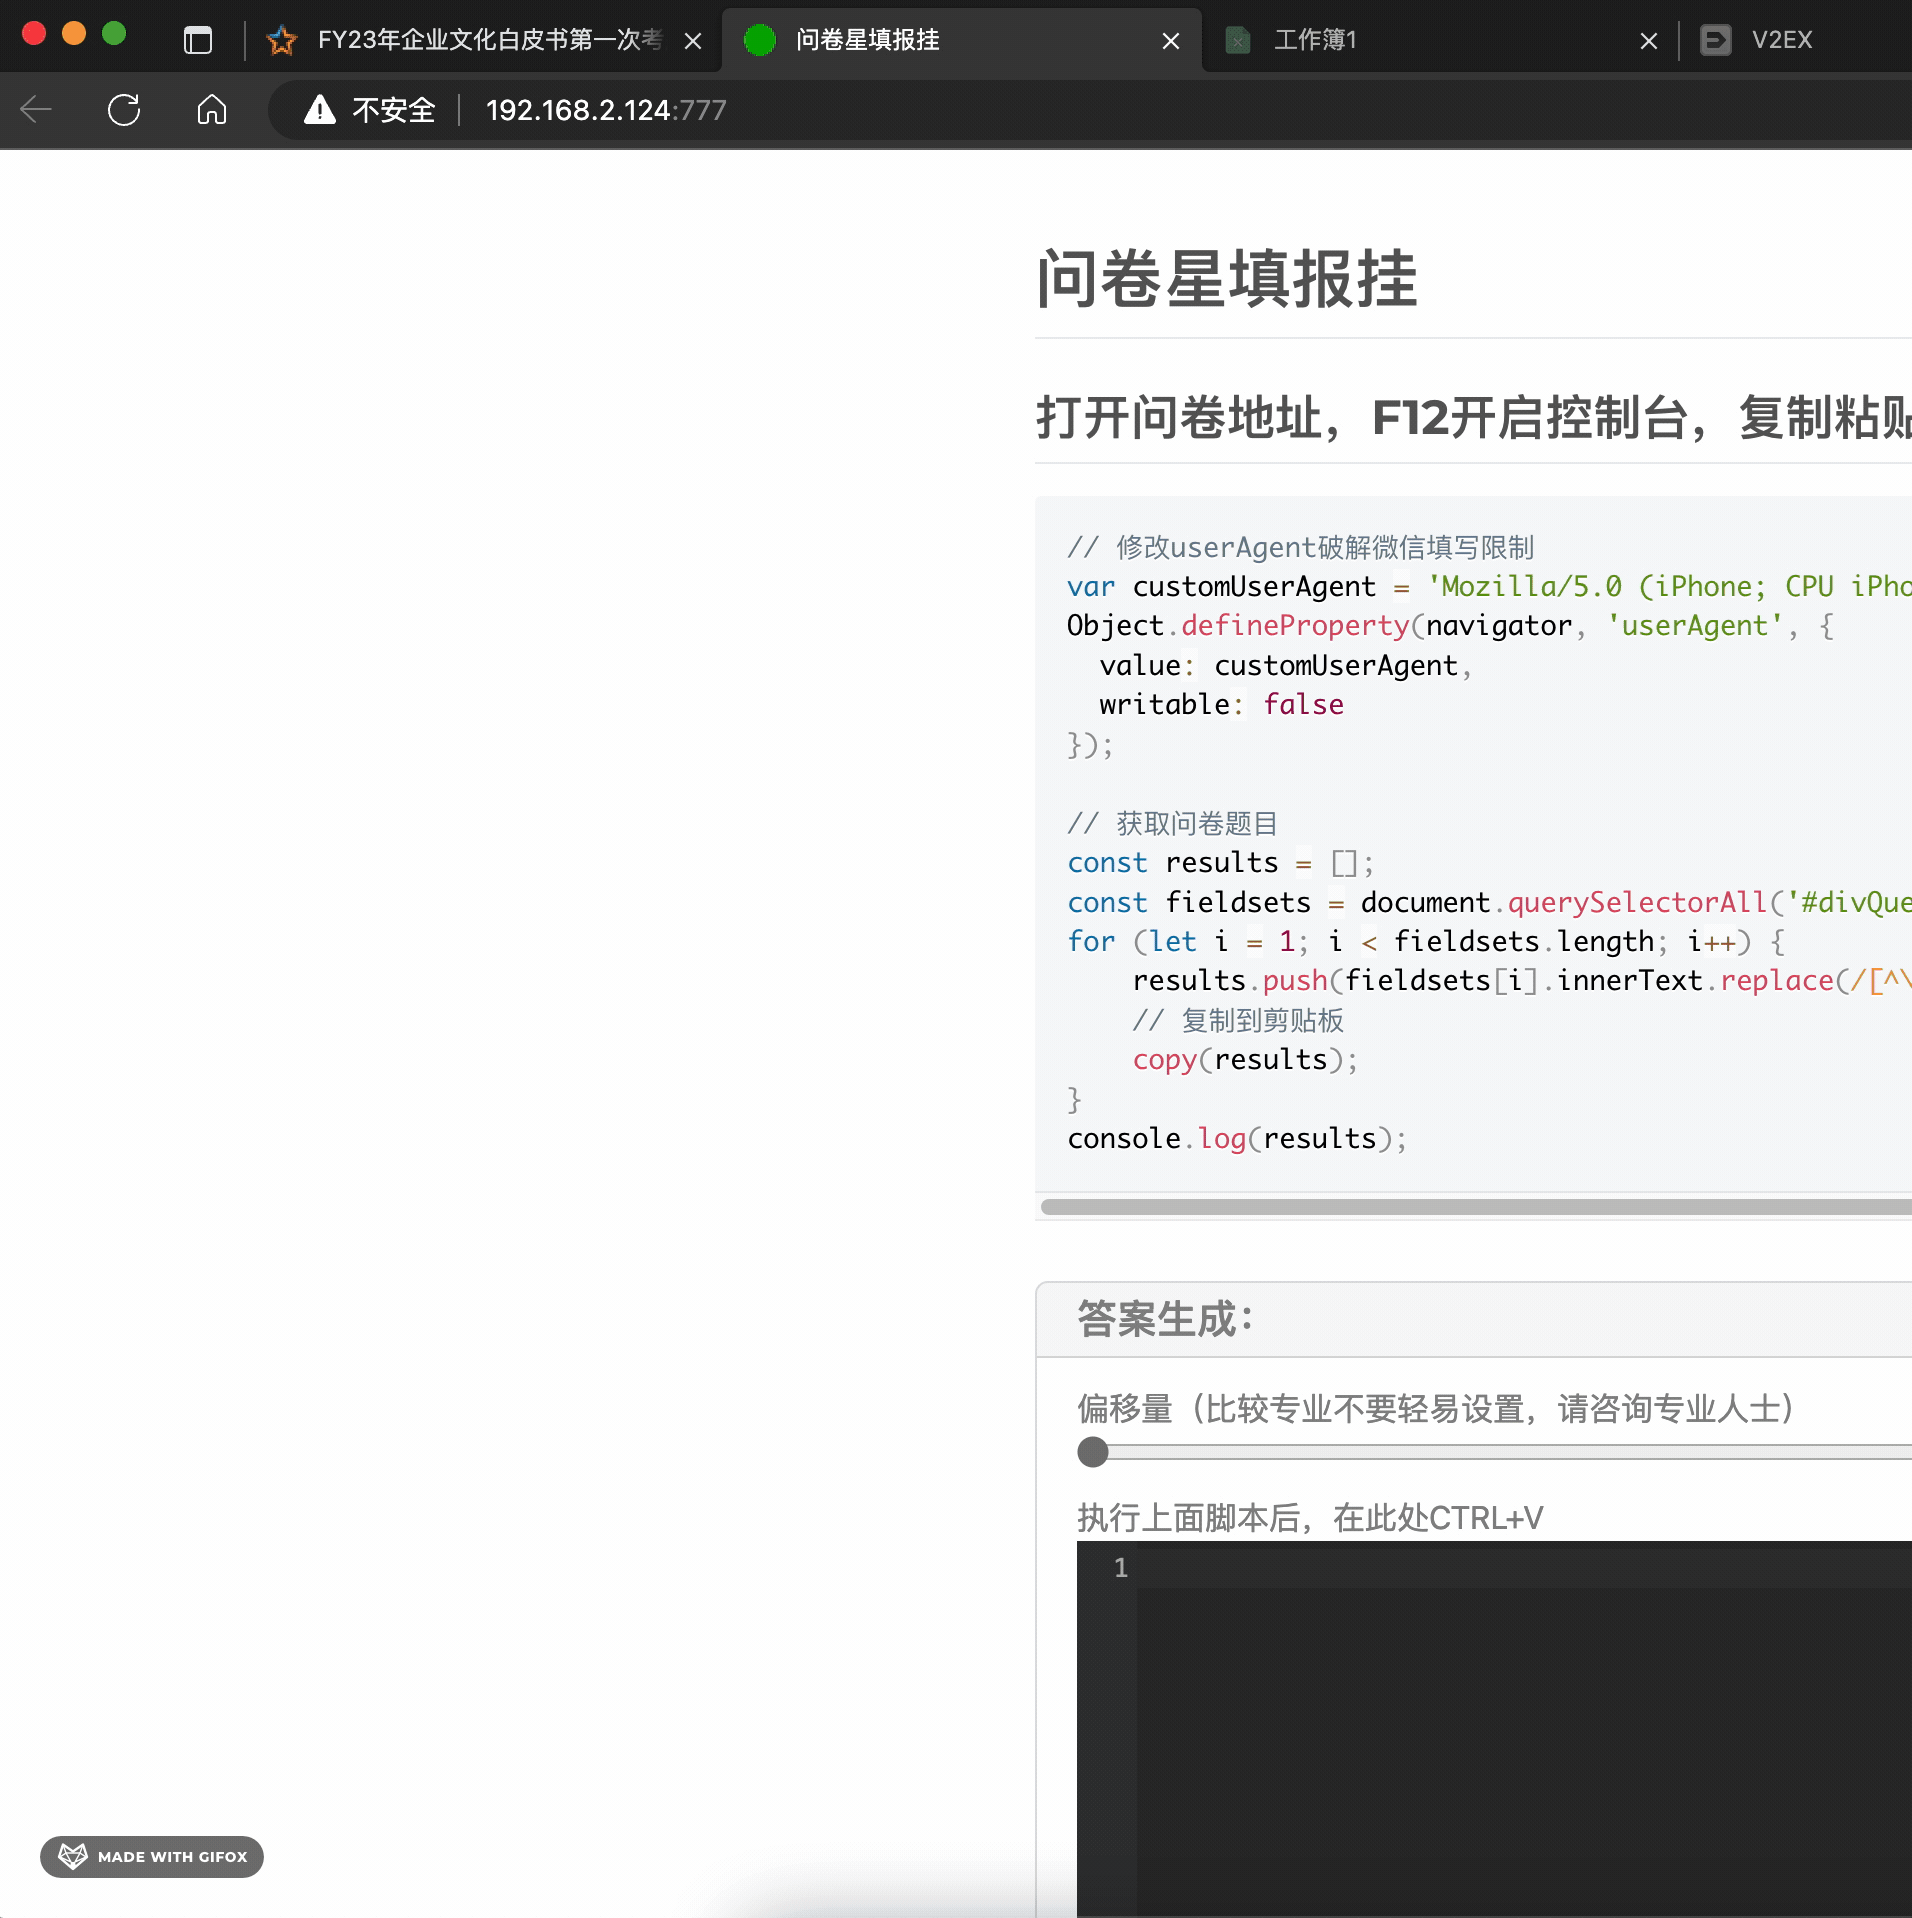 FY23年企业文化白皮书第一次考
问卷星填报挂
工作簿1
V2EX
不安全
192.168.2.124:777
问卷星填报挂
打开问卷地址，F12开启控制台，复制粘贴
// 修改userAgent破解微信填写限制
var customUserAgent = 'Mozilla/5.0 (iPhone; CPU iPho
Object.defineProperty(navigator, 'userAgent', {
  value: customUserAgent,
  writable: false
});
// 获取问卷题目
const results = [];
const fieldsets = document.querySelectorAll('#divQue
for (let i = 1; i < fieldsets.length; i++) {
    results.push(fieldsets[i].innerText.replace(/[^\
    // 复制到剪贴板
    copy(results);
}
console.log(results);
答案生成：
偏移量（比较专业不要轻易设置，请咨询专业人士）
执行上面脚本后，在此处CTRL+V
1
MADE WITH GIFOX